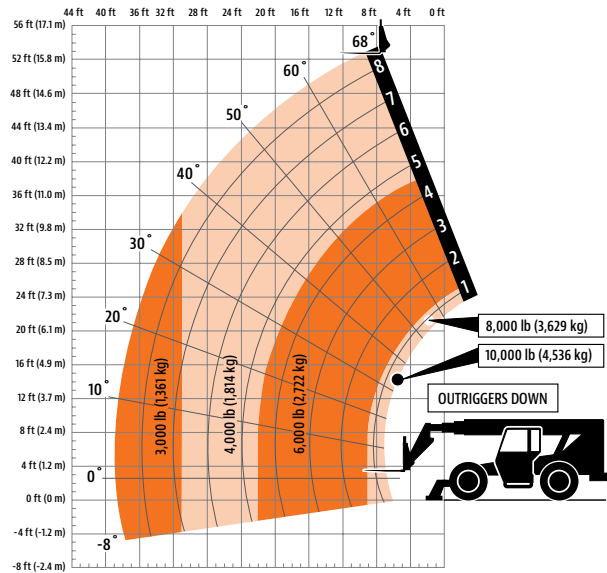 44 ft 36 ft 32 ft 28 ft 24 ft 20 ft 16 ft 12 ft 8 ft 4 ft 0 ft
56 ft (17.1 m)
52 ft (15.8 m)
48 ft (14.6 m)
44 ft (13.4 m)
40 ft (12.2 m)
36 ft (11.0 m)
32 ft (9.8 m)
28 ft (8.5 m)
24 ft (7.3 m)
20 ft (6.1 m)
16 ft (4.9 m)
12 ft (3.7 m)
8 ft (2.4 m)
4 ft (1.2 m)
0 ft (0 m)
-4 ft (-1.2 m)
-8 ft (-2.4 m)
68°
60°
50°
40°
30°
20°
10°
0°
-8°
8
7
6
5
4
3
2
1
3,000 lb (1,361 kg)
4,000 lb (1,814 kg)
6,000 lb (2,722 kg)
8,000 lb (3,629 kg)
10,000 lb (4,536 kg)
OUTRIGGERS DOWN